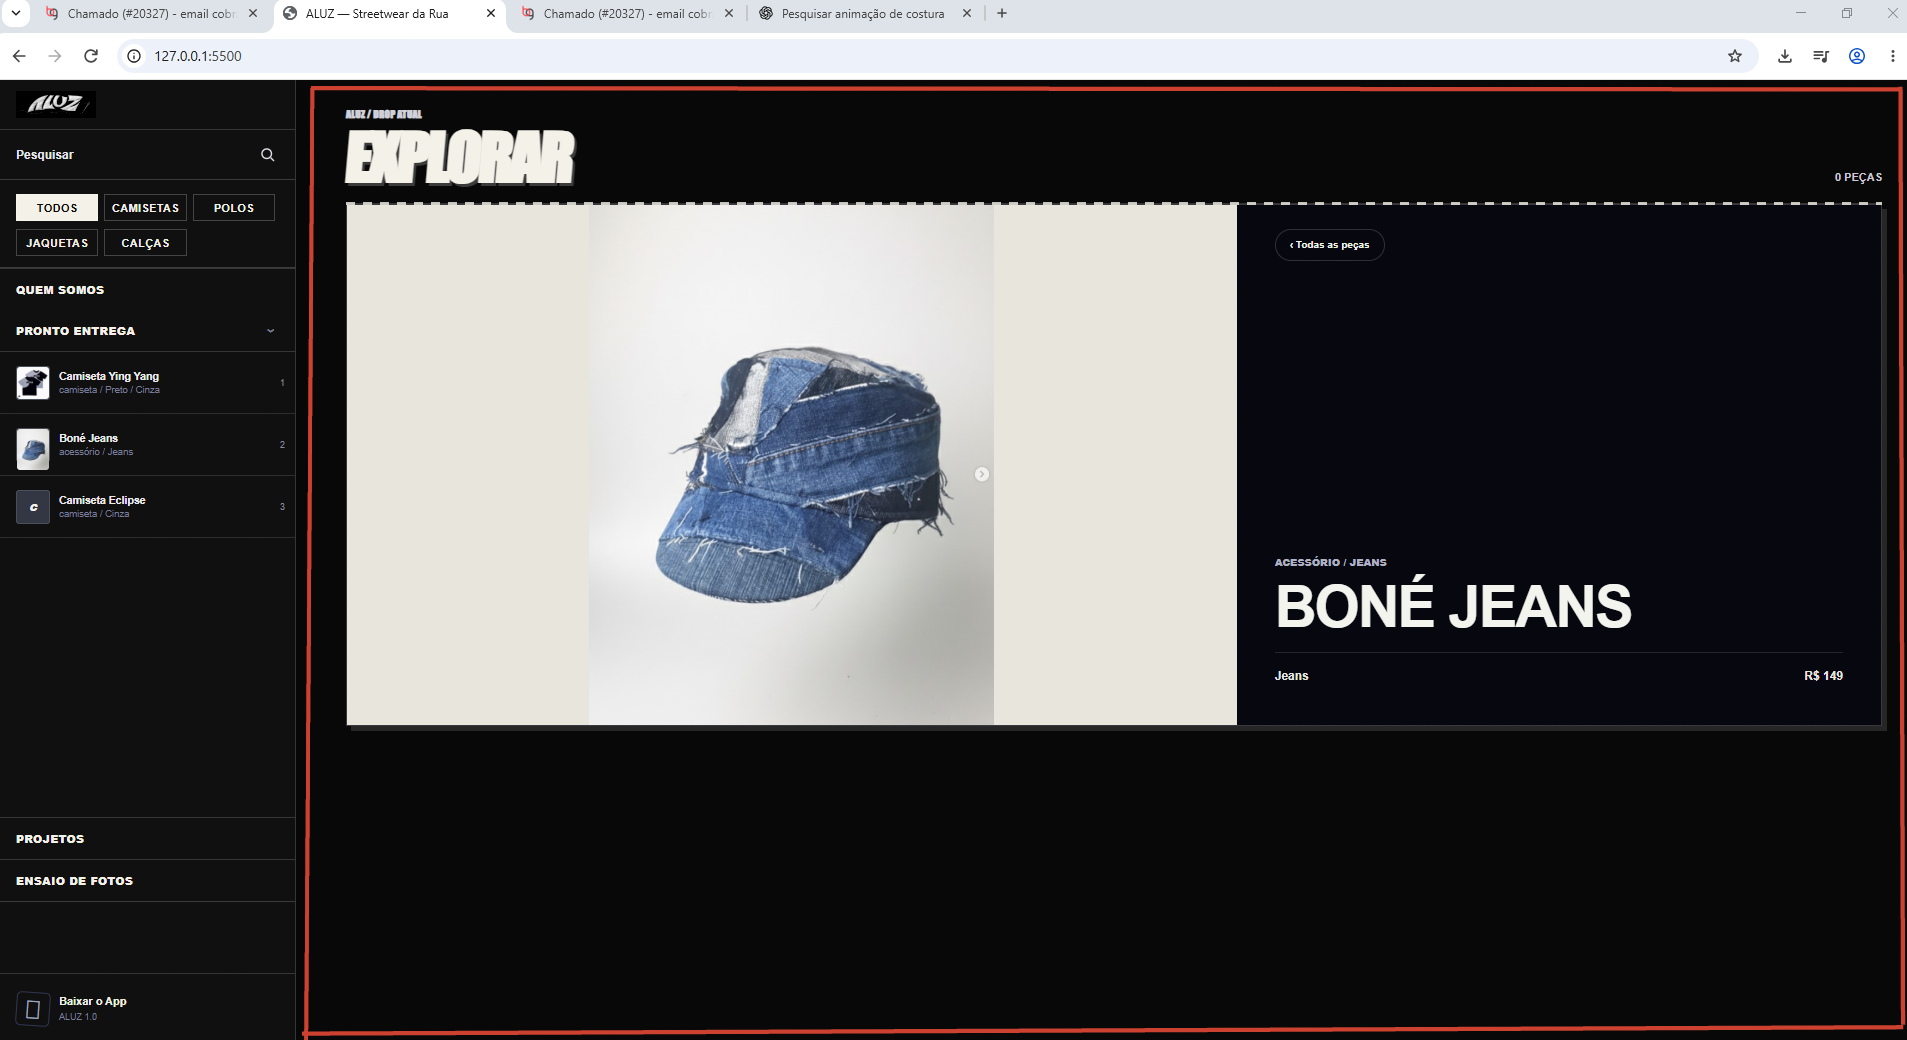 Chamado (#20327) - email cobr
ALUZ — Streetwear da Rua
Chamado (#20327) - email cobr
Pesquisar animação de costura
127.0.0.1:5500
ALUZ
Pesquisar
TODOS
CAMISETAS
POLOS
JAQUETAS
CALÇAS
QUEM SOMOS
PRONTO ENTREGA
Camiseta Ying Yang
camiseta / Preto / Cinza
1
Boné Jeans
acessório / Jeans
2
C
Camiseta Eclipse
camiseta / Cinza
3
PROJETOS
ENSAIO DE FOTOS
Baixar o App
ALUZ 1.0
ALUZ / DROP ATUAL
EXPLORAR
0 PEÇAS
‹ Todas as peças
ACESSÓRIO / JEANS
BONÉ JEANS
Jeans
R$ 149